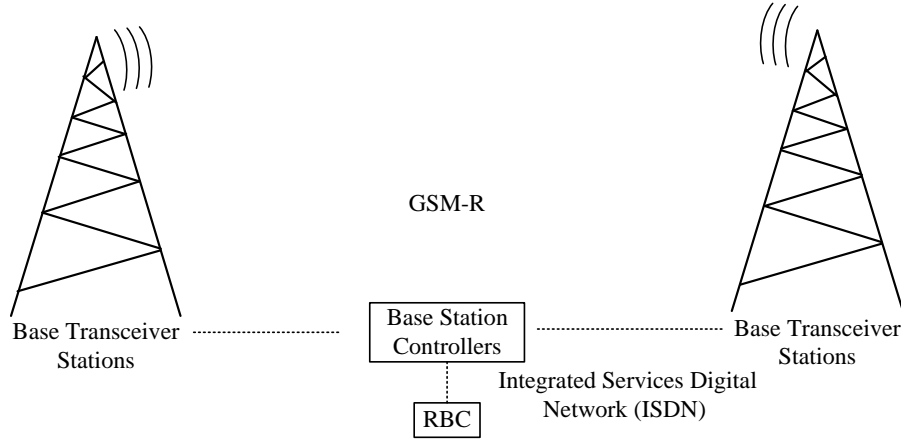 GSM-R
Base Transceiver
Stations
Base Station
Controllers
Base Transceiver
Stations
Integrated Services Digital
Network (ISDN)
RBC